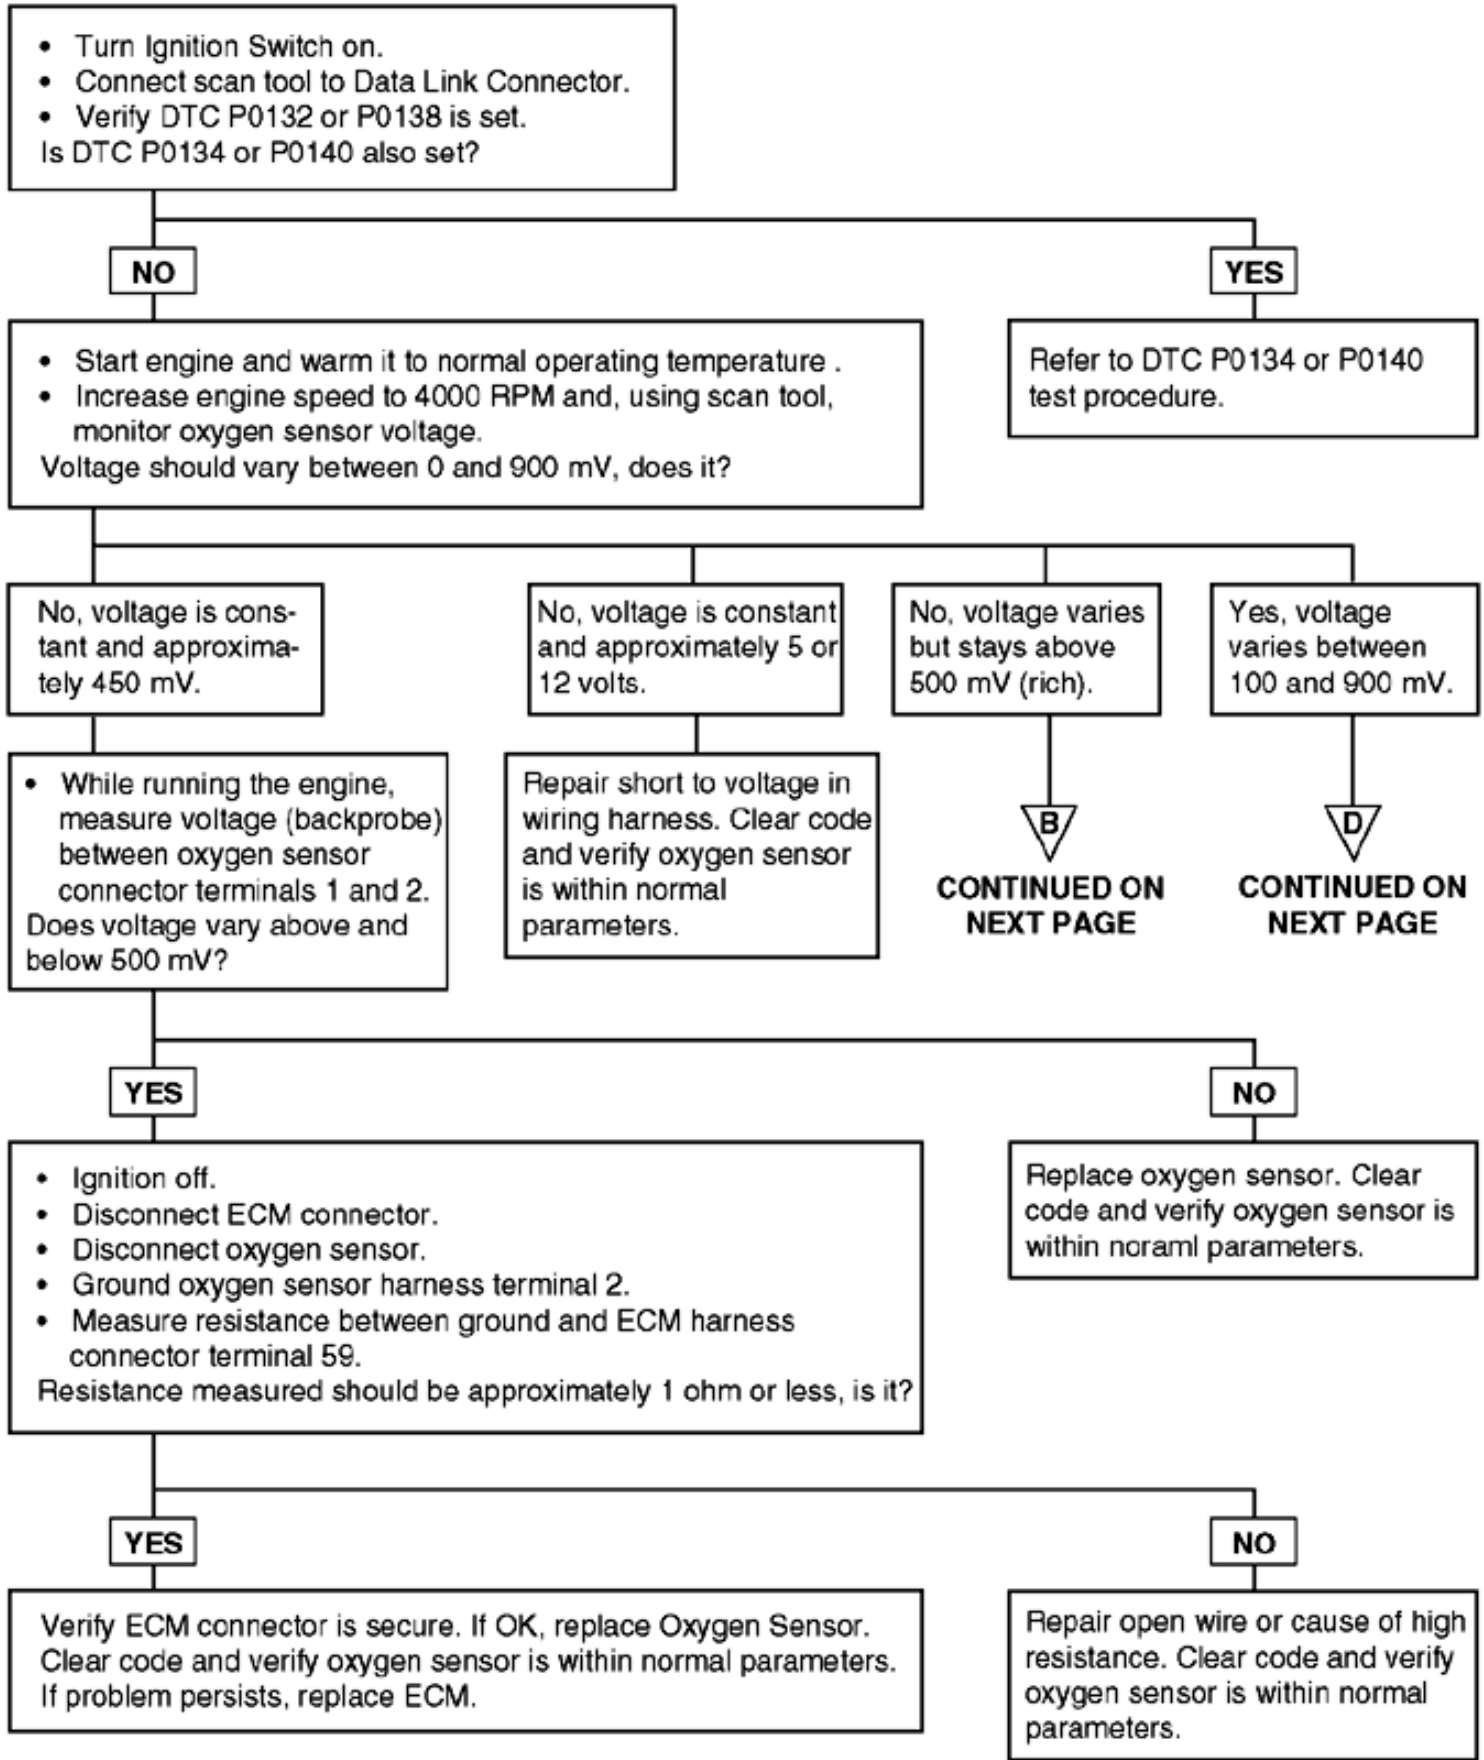 • Turn Ignition Switch on.
• Connect scan tool to Data Link Connector.
• Verify DTC P0132 or P0138 is set.
Is DTC P0134 or P0140 also set?
NO
YES
• Start engine and warm it to normal operating temperature .
• Increase engine speed to 4000 RPM and, using scan tool,
monitor oxygen sensor voltage.
Voltage should vary between 0 and 900 mV, does it?
Refer to DTC P0134 or P0140
test procedure.
No, voltage is cons-
tant and approxima-
tely 450 mV.
No, voltage is constant
and approximately 5 or
12 volts.
No, voltage varies
but stays above
500 mV (rich).
Yes, voltage
varies between
100 and 900 mV.
• While running the engine,
measure voltage (backprobe)
between oxygen sensor
connector terminals 1 and 2.
Does voltage vary above and
below 500 mV?
Repair short to voltage in
wiring harness. Clear code
and verify oxygen sensor
is within normal
parameters.
B
CONTINUED ON
NEXT PAGE
D
CONTINUED ON
NEXT PAGE
YES
NO
• Ignition off.
• Disconnect ECM connector.
• Disconnect oxygen sensor.
• Ground oxygen sensor harness terminal 2.
• Measure resistance between ground and ECM harness
connector terminal 59.
Resistance measured should be approximately 1 ohm or less, is it?
Replace oxygen sensor. Clear
code and verify oxygen sensor is
within noraml parameters.
YES
NO
Verify ECM connector is secure. If OK, replace Oxygen Sensor.
Clear code and verify oxygen sensor is within normal parameters.
If problem persists, replace ECM.
Repair open wire or cause of high
resistance. Clear code and verify
oxygen sensor is within normal
parameters.